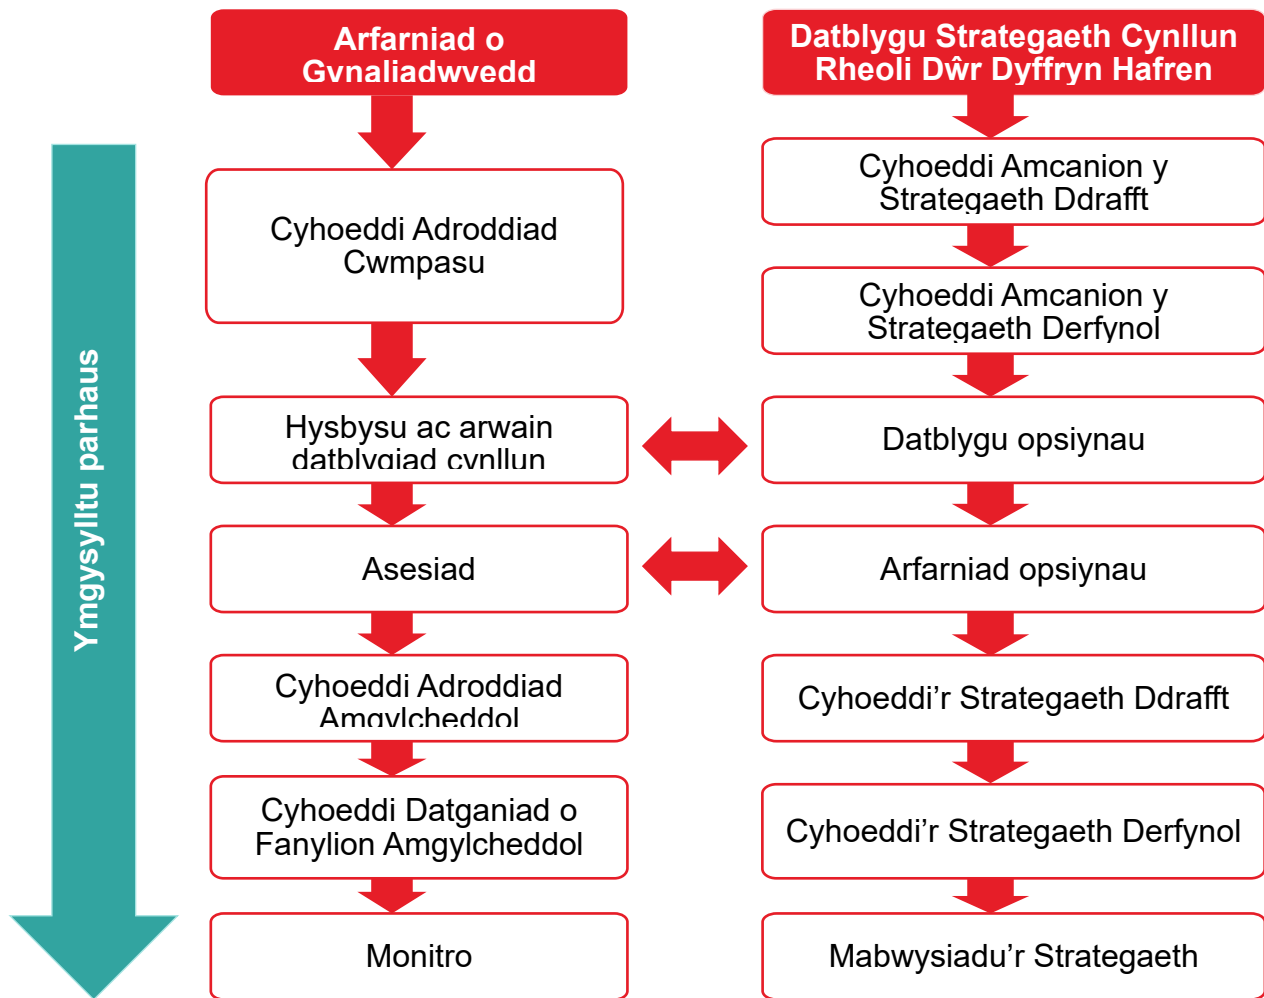 Arfarniad o
Gynaliadwyedd
Datblygu Strategaeth Cynllun
Rheoli Dŵr Dyffryn Hafren
Ymgysylltu parhaus
Cyhoeddi Adroddiad
Cwmpasu
Hysbysu ac arwain
datblygiad cynllun
Asesiad
Cyhoeddi Adroddiad
Amgylcheddol
Cyhoeddi Datganiad o
Fanylion Amgylcheddol
Monitro
Cyhoeddi Amcanion y
Strategaeth Ddrafft
Cyhoeddi Amcanion y
Strategaeth Derfynol
Datblygu opsiynau
Arfarniad opsiynau
Cyhoeddi’r Strategaeth Ddrafft
Cyhoeddi’r Strategaeth Derfynol
Mabwysiadu’r Strategaeth